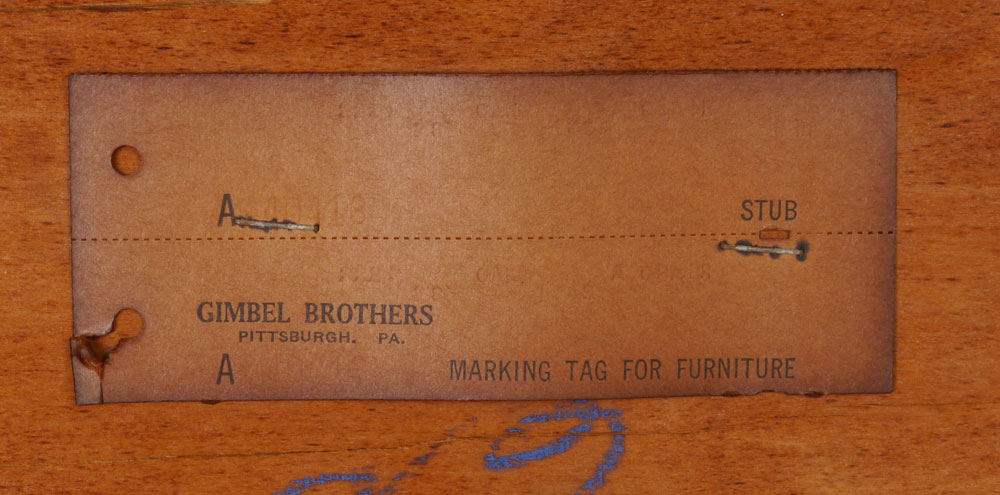 A
STUB
GIMBEL BROTHERS
PITTSBURGH. PA.
A
MARKING TAG FOR FURNITURE